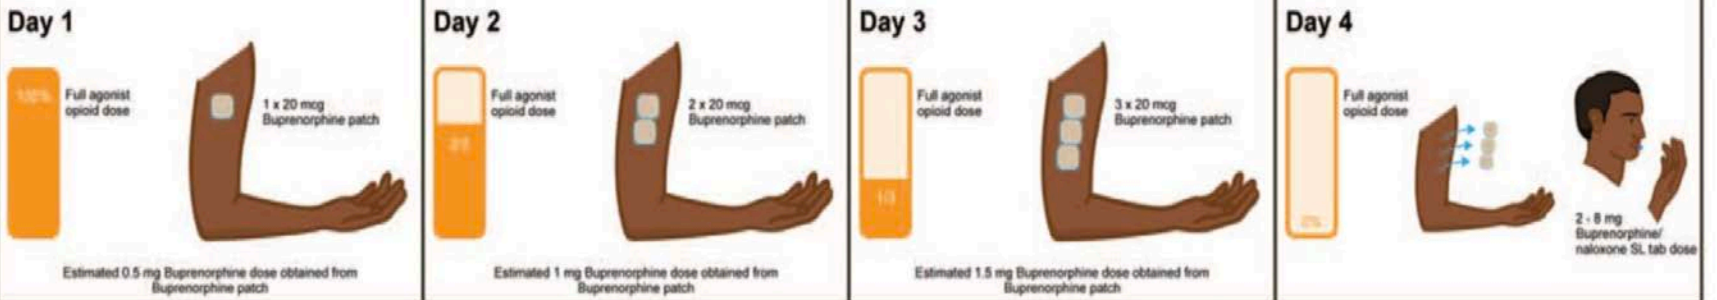 Day 1
100%
Full agonist
opioid dose
1 x 20 mcg
Buprenorphine patch
Estimated 0.5 mg Buprenorphine dose obtained from
Buprenorphine patch
Day 2
Full agonist
opioid dose
2 x 20 mcg
Buprenorphine patch
Estimated 1 mg Buprenorphine dose obtained from
Buprenorphine patch
Day 3
Full agonist
opioid dose
1/3
3 x 20 mcg
Buprenorphine patch
Estimated 1.5 mg Buprenorphine dose obtained from
Buprenorphine patch
Day 4
Full agonist
opioid dose
0%
2 - 8 mg
Buprenorphine/
naloxone SL tab dose